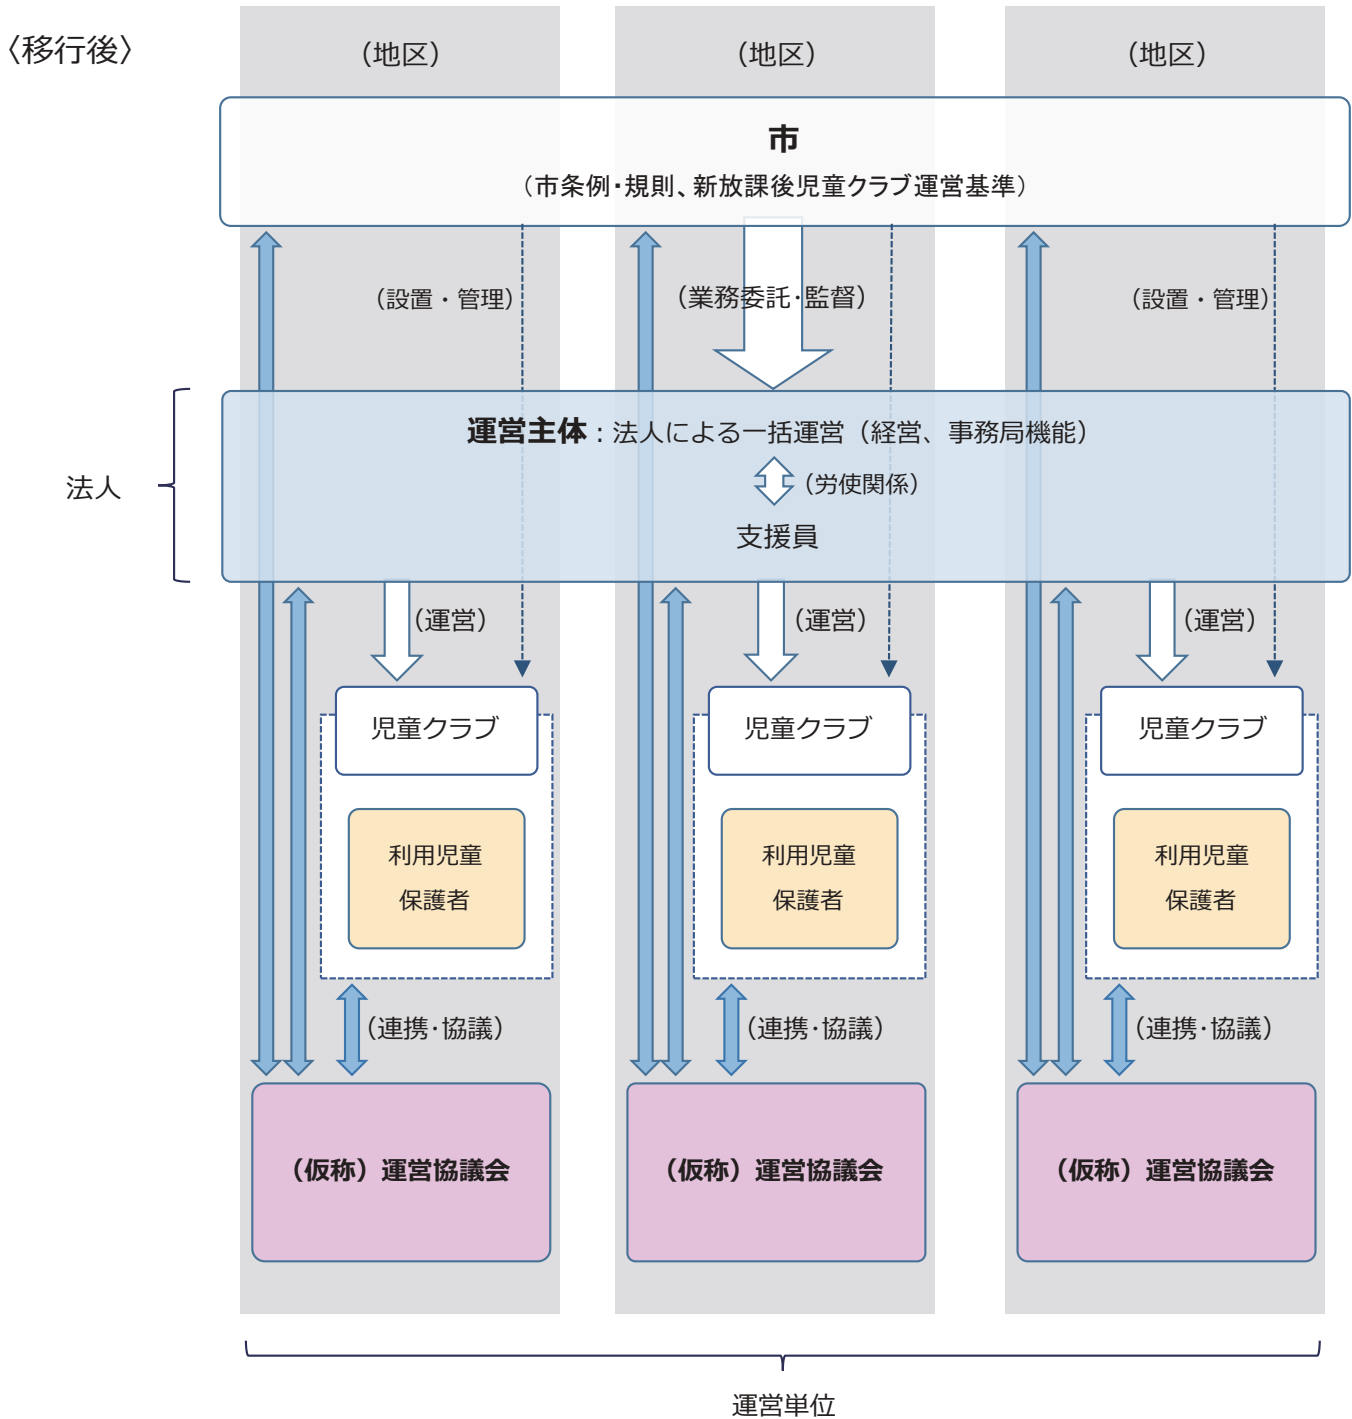 〈移行後〉
（地区）
（地区）
（地区）
市
（市条例・規則、新放課後児童クラブ運営基準）
（設置・管理）
（業務委託・監督）
（設置・管理）
法人
運営主体：法人による一括運営（経営、事務局機能）
（労使関係）
支援員
（運営）
（運営）
（運営）
児童クラブ
児童クラブ
児童クラブ
利用児童
保護者
利用児童
保護者
利用児童
保護者
（連携・協議）
（連携・協議）
（連携・協議）
（仮称）運営協議会
（仮称）運営協議会
（仮称）運営協議会
運営単位